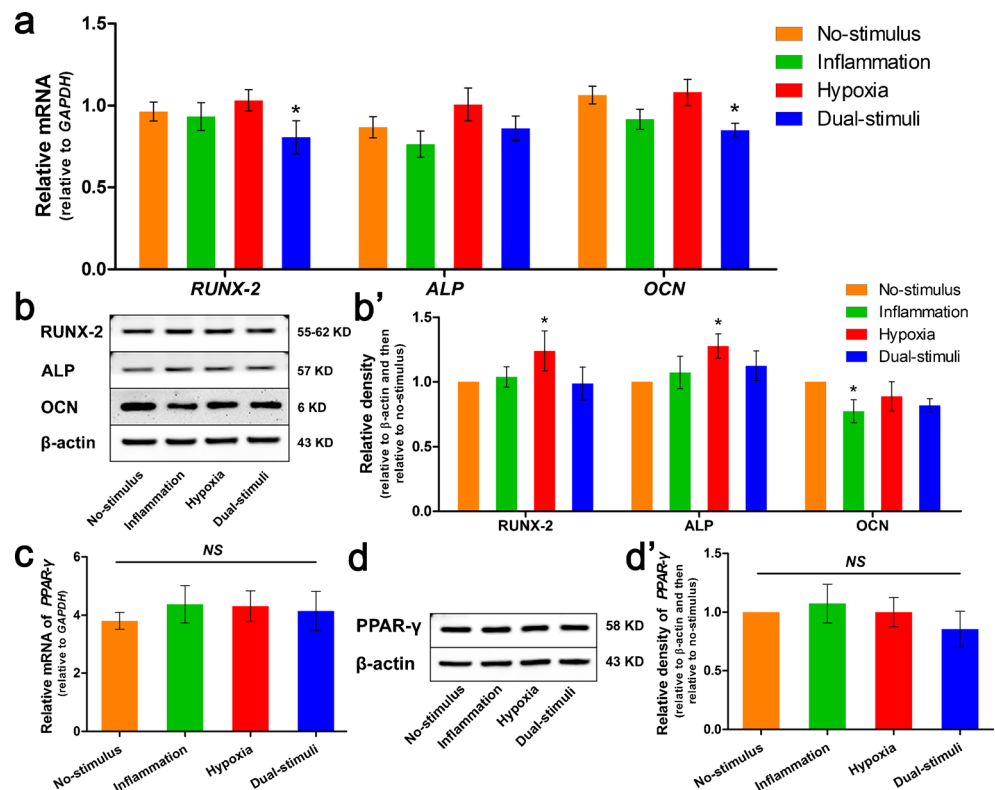 a
Relative mRNA
(relative to GAPDH)
1.5
1.0
0.5
0.0
*
*
RUNX-2
ALP
OCN
No-stimulus
Inflammation
Hypoxia
Dual-stimuli
b
RUNX-2
55-62 KD
ALP
57 KD
OCN
6 KD
β-actin
43 KD
No-stimulus
Inflammation
Hypoxia
Dual-stimuli
b'
Relative density
(relative to β-actin and then
relative to no-stimulus)
1.5
1.0
0.5
0.0
*
*
*
RUNX-2
ALP
OCN
No-stimulus
Inflammation
Hypoxia
Dual-stimuli
c
Relative mRNA of PPAR-γ
(relative to GAPDH)
6
4
2
0
NS
No-stimulus
Inflammation
Hypoxia
Dual-stimuli
d
PPAR-γ
58 KD
β-actin
43 KD
No-stimulus
Inflammation
Hypoxia
Dual-stimuli
d'
Relative density of PPAR-γ
(relative to β-actin and then
relative to no-stimulus)
1.5
1.0
0.5
0.0
NS
No-stimulus
Inflammation
Hypoxia
Dual-stimuli